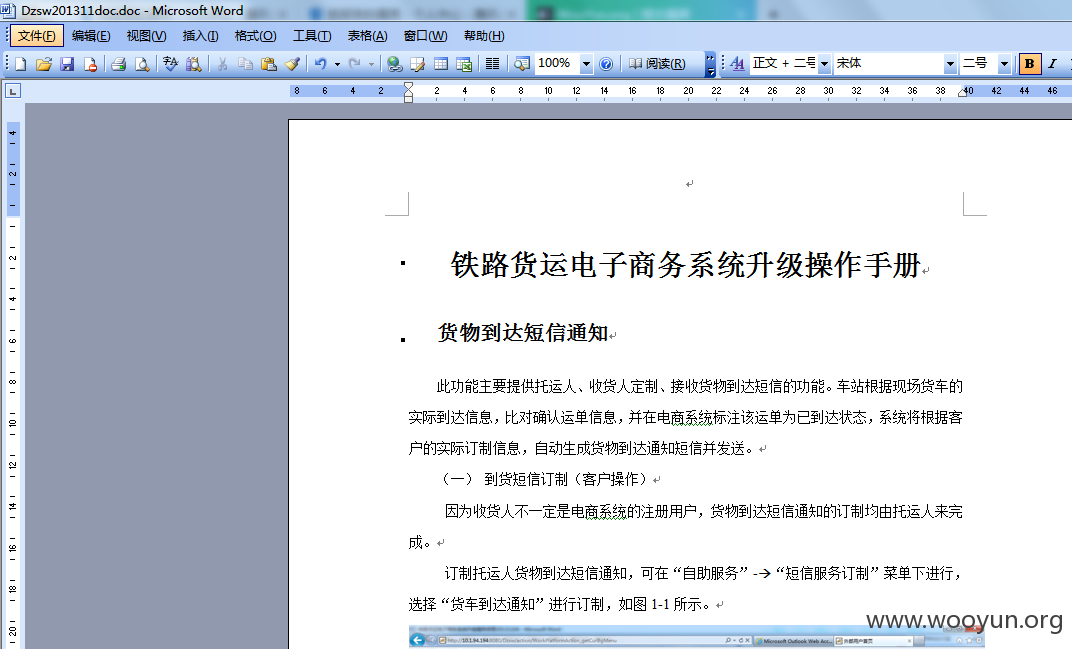 Dzsw201311doc.doc - Microsoft Word
文件(F) 编辑(E) 视图(V) 插入(I) 格式(O) 工具(T) 表格(A) 窗口(W) 帮助(H)
100% 阅读(R) 正文 + 二号 宋体 二号 B I
8 6 4 2 2 4 6 8 10 12 14 16 18 20 22 24 26 28 30 32 34 36 38 40 42 44 46
铁路货运电子商务系统升级操作手册
货物到达短信通知
此功能主要提供托运人、收货人定制、接收货物到达短信的功能。车站根据现场货车的
实际到达信息，比对确认运单信息，并在电商系统标注该运单为已到达状态，系统将根据客
户的实际订制信息，自动生成货物到达通知短信并发送。
（一） 到货短信订制（客户操作）
因为收货人不一定是电商系统的注册用户，货物到达短信通知的订制均由托运人来完
成。
订制托运人货物到达短信通知，可在“自助服务”-→“短信服务订制”菜单下进行，
选择“货车到达通知”进行订制，如图 1-1 所示。
www.wooyun.org